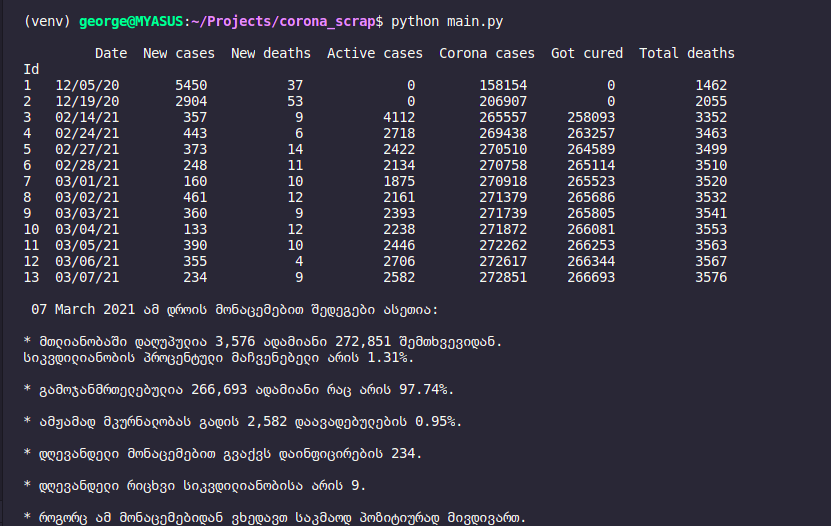 (venv) george@MYASUS:~/Projects/corona_scrap$ python main.py
Date New cases New deaths Active cases Corona cases Got cured Total deaths
Id
1 12/05/20 5450 37 0 158154 0 1462
2 12/19/20 2904 53 0 206907 0 2055
3 02/14/21 357 9 4112 265557 258093 3352
4 02/24/21 443 6 2718 269438 263257 3463
5 02/27/21 373 14 2422 270510 264589 3499
6 02/28/21 248 11 2134 270758 265114 3510
7 03/01/21 160 10 1875 270918 265523 3520
8 03/02/21 461 12 2161 271379 265686 3532
9 03/03/21 360 9 2393 271739 265805 3541
10 03/04/21 133 12 2238 271872 266081 3553
11 03/05/21 390 10 2446 272262 266253 3563
12 03/06/21 355 4 2706 272617 266344 3567
13 03/07/21 234 9 2582 272851 266693 3576
07 March 2021 ამ დროის მონაცემებით შედეგები ასეთია:
* მთლიანობაში დაღუპულია 3,576 ადამიანი 272,851 შემთხვევიდან.
სიკვდილიანობის პროცენტული მაჩვენებელი არის 1.31%.
* გამოჯანმრთელებულია 266,693 ადამიანი რაც არის 97.74%.
* ამჟამად მკურნალობას გადის 2,582 დაავადებულების 0.95%.
* დღევანდელი მონაცემებით გვაქვს დაინფიცირების 234.
* დღევანდელი რიცხვი სიკვდილიანობისა არის 9.
* როგორც ამ მონაცემებიდან ვხედავთ საკმაოდ პოზიტიურად მივდივართ.